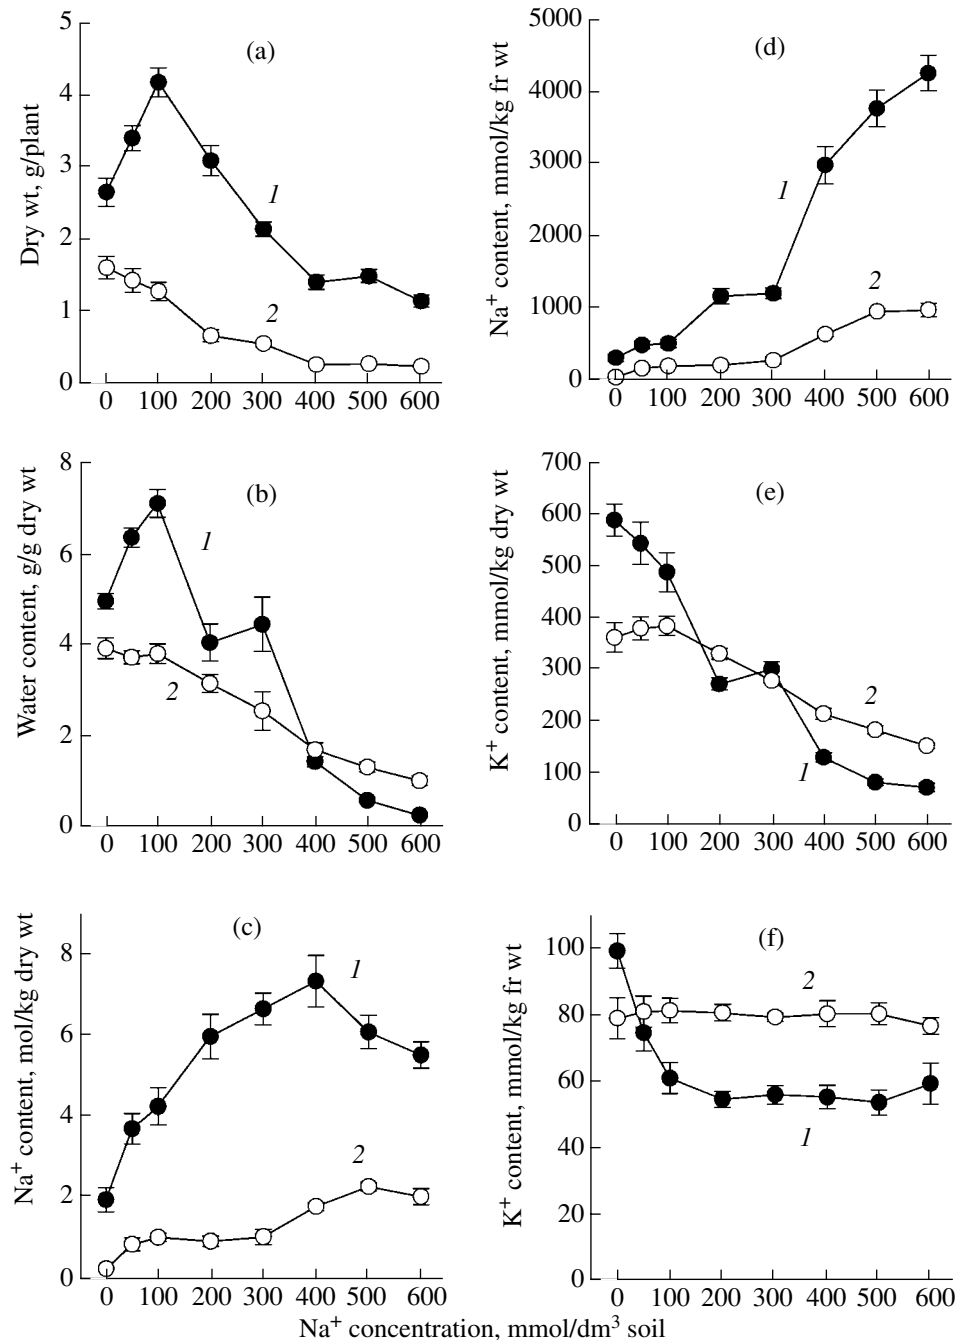 (a)
Dry wt, g/plant
5
4
3
2
1
0
1
2
0 100 200 300 400 500 600
(d)
Na⁺ content, mmol/kg fr wt
5000
4000
3000
2000
4000
1000
500
0
1
2
0 100 200 300 400 500 600
(b)
Water content, g/g dry wt
8
6
4
2
0
1
2
0 100 200 300 400 500 600
(e)
K⁺ content, mmol/kg dry wt
700
600
500
400
300
200
100
0
2
1
0 100 200 300 400 500 600
(c)
Na⁺ content, mol/kg dry wt
8
6
4
2
0
1
2
0 100 200 300 400 500 600
(f)
K⁺ content, mmol/kg fr wt
100
80
60
40
20
0
2
1
0 100 200 300 400 500 600
Na⁺ concentration, mmol/dm³ soil